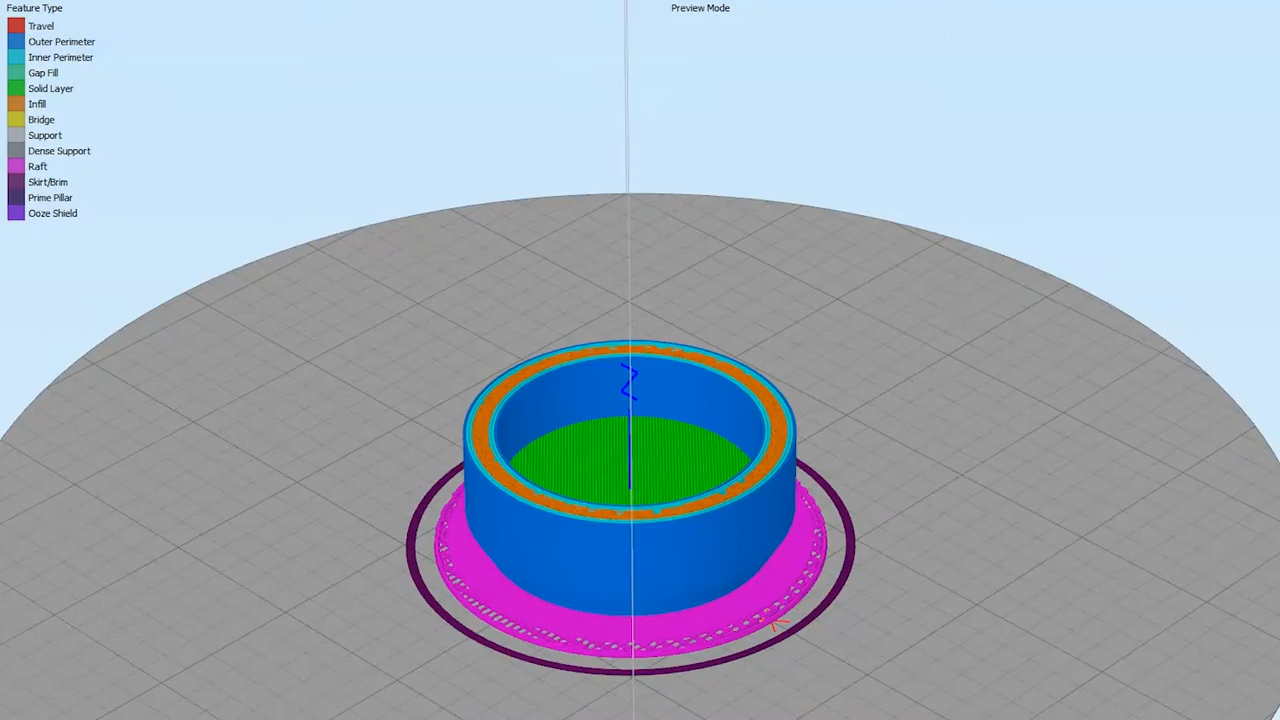 Feature Type
Preview Mode
Travel
Outer Perimeter
Inner Perimeter
Gap Fill
Solid Layer
Infill
Bridge
Support
Dense Support
Raft
Skirt/Brim
Prime Pillar
Ooze Shield
Z